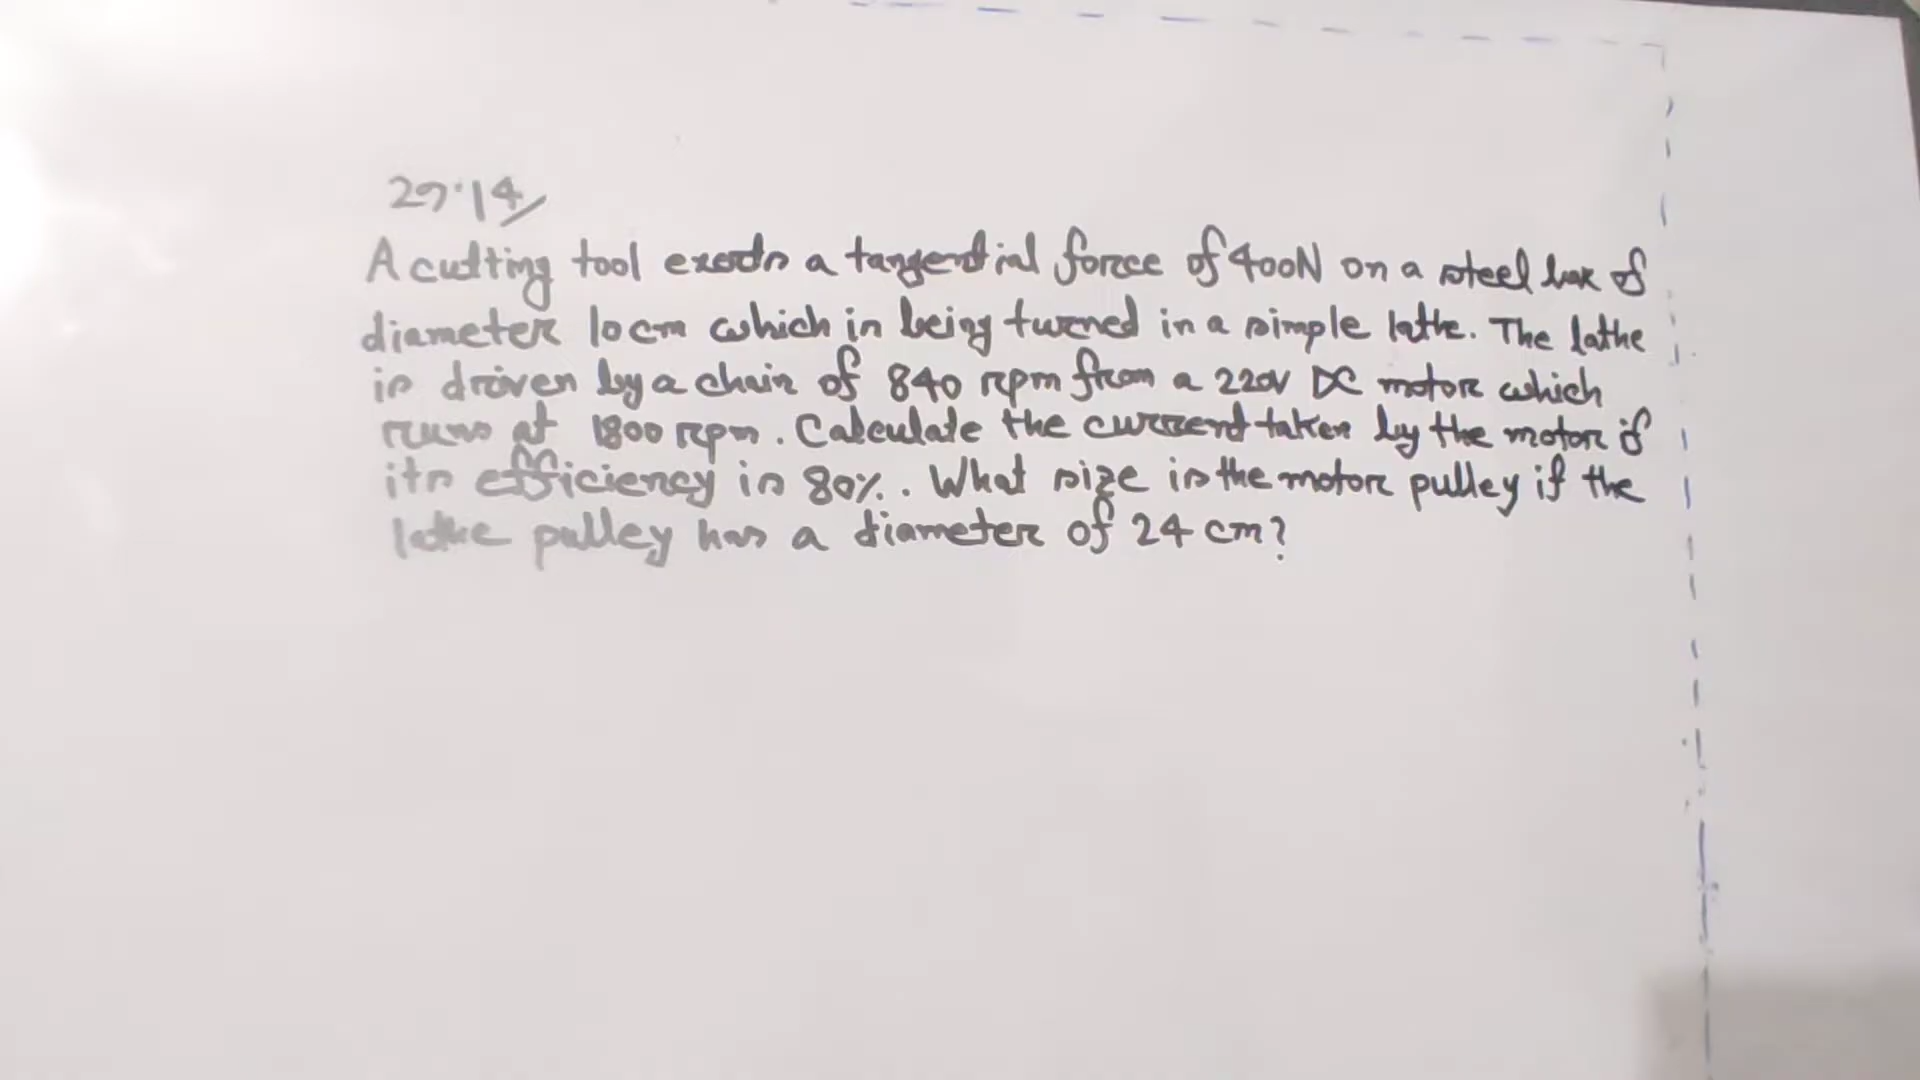 29.14/
A cutting tool exerts a tangential force of 400N on a steel bar of
diameter 10cm which is being turned in a simple lathe. The lathe
is driven by a chain of 840 rpm from a 220V DC motor which
runs at 1800 rpm. Calculate the current taken by the motor if
its efficiency is 80%. What size is the motor pulley if the
lathe pulley has a diameter of 24 cm?